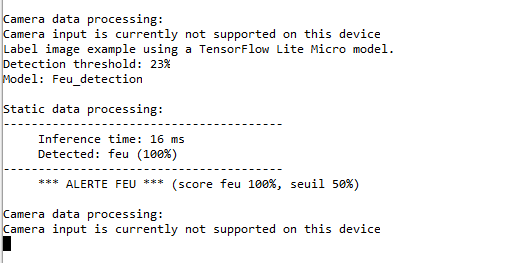 Camera data processing:
Camera input is currently not supported on this device
Label image example using a TensorFlow Lite Micro model.
Detection threshold: 23%
Model: Feu_detection
Static data processing:
----------------------------------------
Inference time: 16 ms
Detected: feu (100%)
----------------------------------------
*** ALERTE FEU *** (score feu 100%, seuil 50%)
Camera data processing:
Camera input is currently not supported on this device